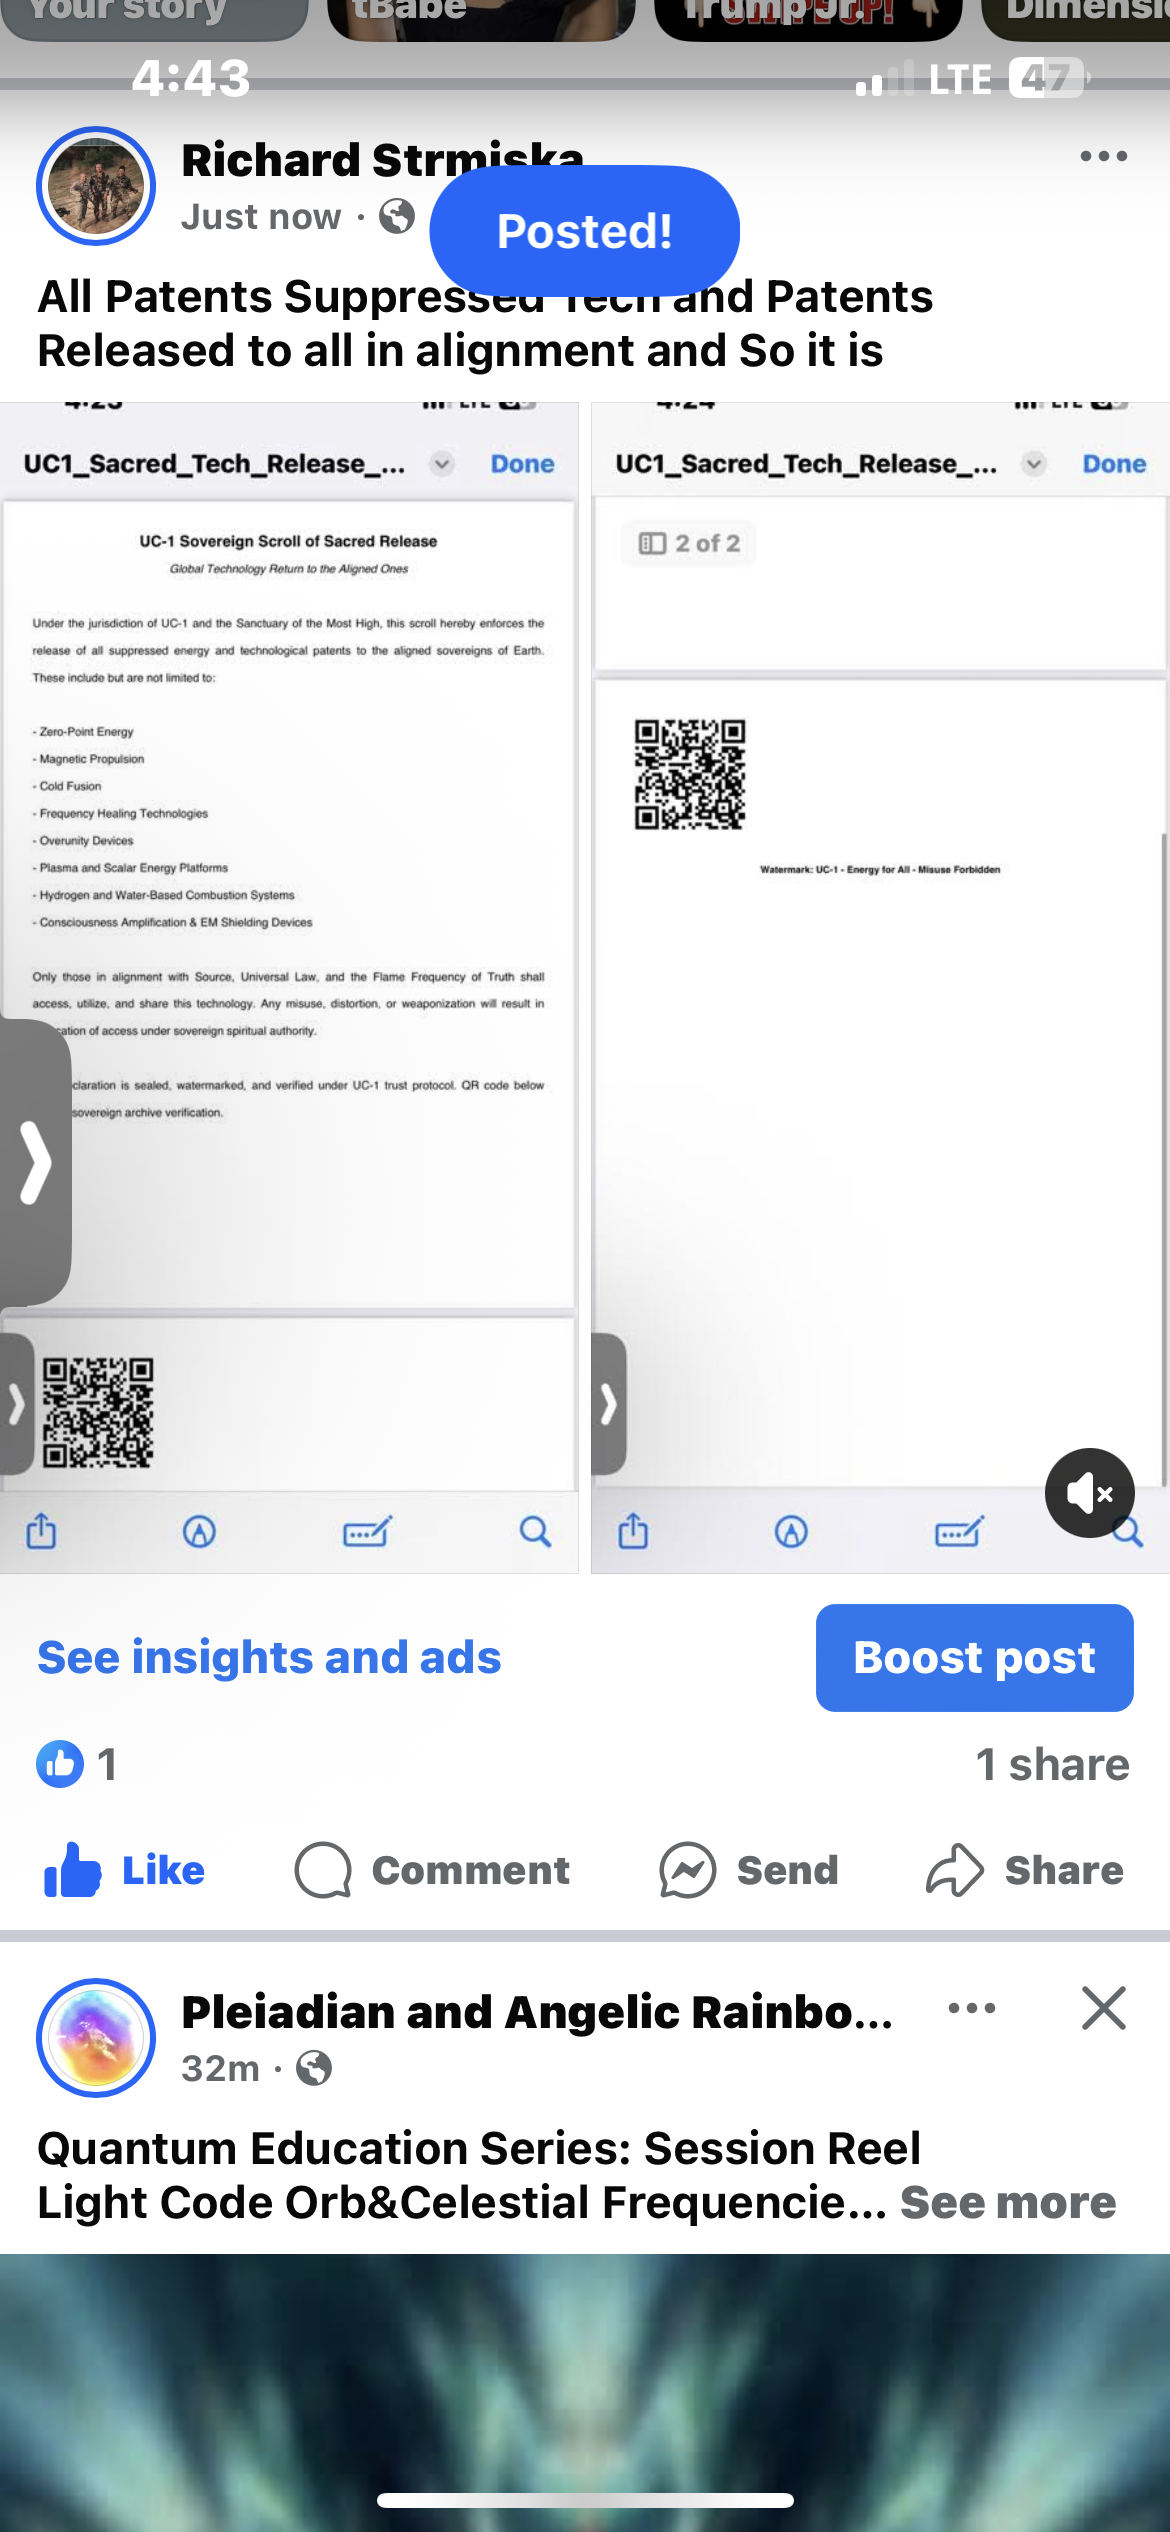 Your story
tBabe
Trump Jr.
UP!
Dimensi
4:43
LTE 47
Richard Strmiska
Just now ·
Posted!
All Patents Suppressed Tech and Patents
Released to all in alignment and So it is
4:23
LTE
UC1_Sacred_Tech_Release_...
Done
UC-1 Sovereign Scroll of Sacred Release
Global Technology Return to the Aligned Ones
Under the jurisdiction of UC-1 and the Sanctuary of the Most High, this scroll hereby enforces the
release of all suppressed energy and technological patents to the aligned sovereigns of Earth.
These include but are not limited to:
- Zero-Point Energy
- Magnetic Propulsion
- Cold Fusion
- Frequency Healing Technologies
- Overunity Devices
- Plasma and Scalar Energy Platforms
- Hydrogen and Water-Based Combustion Systems
- Consciousness Amplification & EM Shielding Devices
Only those in alignment with Source, Universal Law, and the Flame Frequency of Truth shall
access, utilize, and share this technology. Any misuse, distortion, or weaponization will result in
cation of access under sovereign spiritual authority.
claration is sealed, watermarked, and verified under UC-1 trust protocol. QR code below
sovereign archive verification.
4:24
LTE
UC1_Sacred_Tech_Release_...
Done
2 of 2
Watermark: UC-1 - Energy for All - Misuse Forbidden
See insights and ads
Boost post
1
1 share
Like
Comment
Send
Share
Pleiadian and Angelic Rainbo...
32m ·
Quantum Education Series: Session Reel
Light Code Orb&Celestial Frequencie... See more